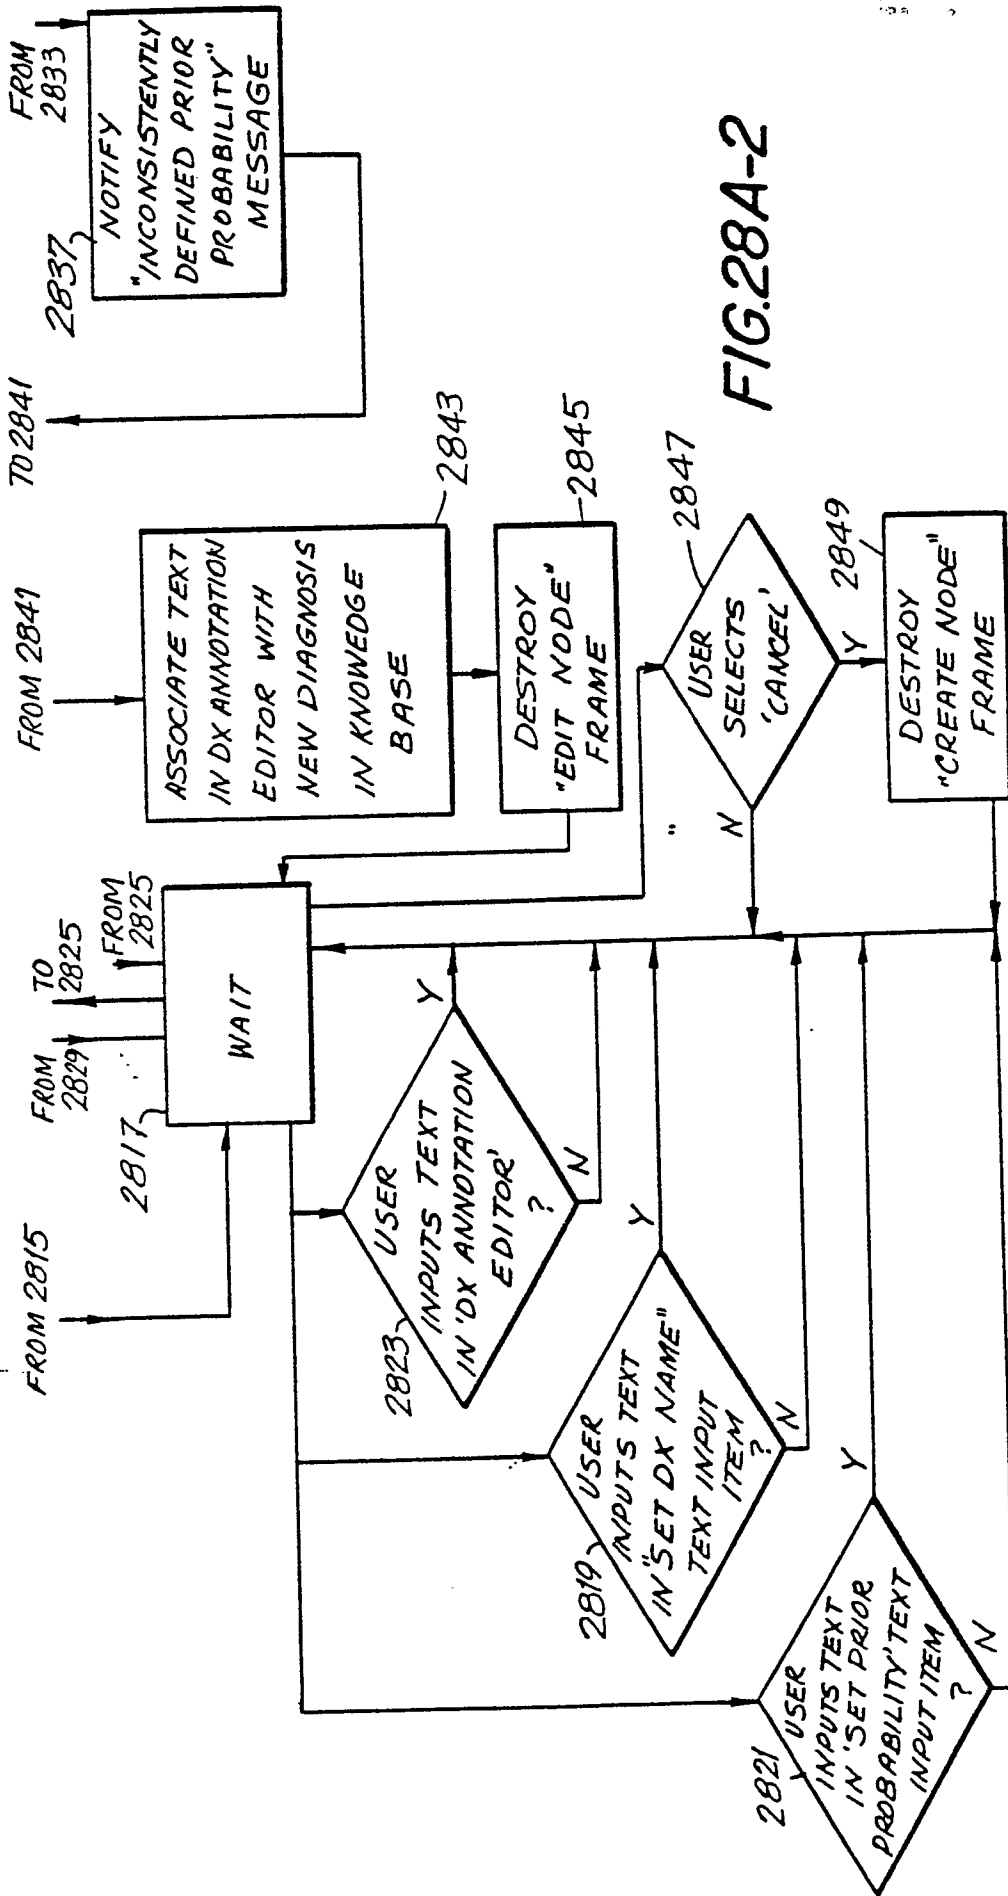 FROM 2815
FROM
2829
TO
2825
FROM
2825
2817
WAIT
FROM 2841
TO 2841
FROM
2833
2837
NOTIFY
"INCONSISTENTLY
DEFINED PRIOR
PROBABILITY"
MESSAGE
ASSOCIATE TEXT
IN DX ANNOTATION
EDITOR WITH
NEW DIAGNOSIS
IN KNOWEDGE
BASE
2843
DESTROY
"EDIT NODE"
FRAME
2845
2823
USER
INPUTS TEXT
IN 'DX ANNOTATION
EDITOR'
?
Y
N
2819
USER
INPUTS TEXT
IN "SET DX NAME"
TEXT INPUT
ITEM
?
Y
N
2821
USER
INPUTS TEXT
IN 'SET PRIOR
PROBABILITY' TEXT
INPUT ITEM
?
Y
N
2847
USER
SELECTS
'CANCEL'
N
Y
2849
DESTROY
"CREATE NODE"
FRAME
FIG.28A-2